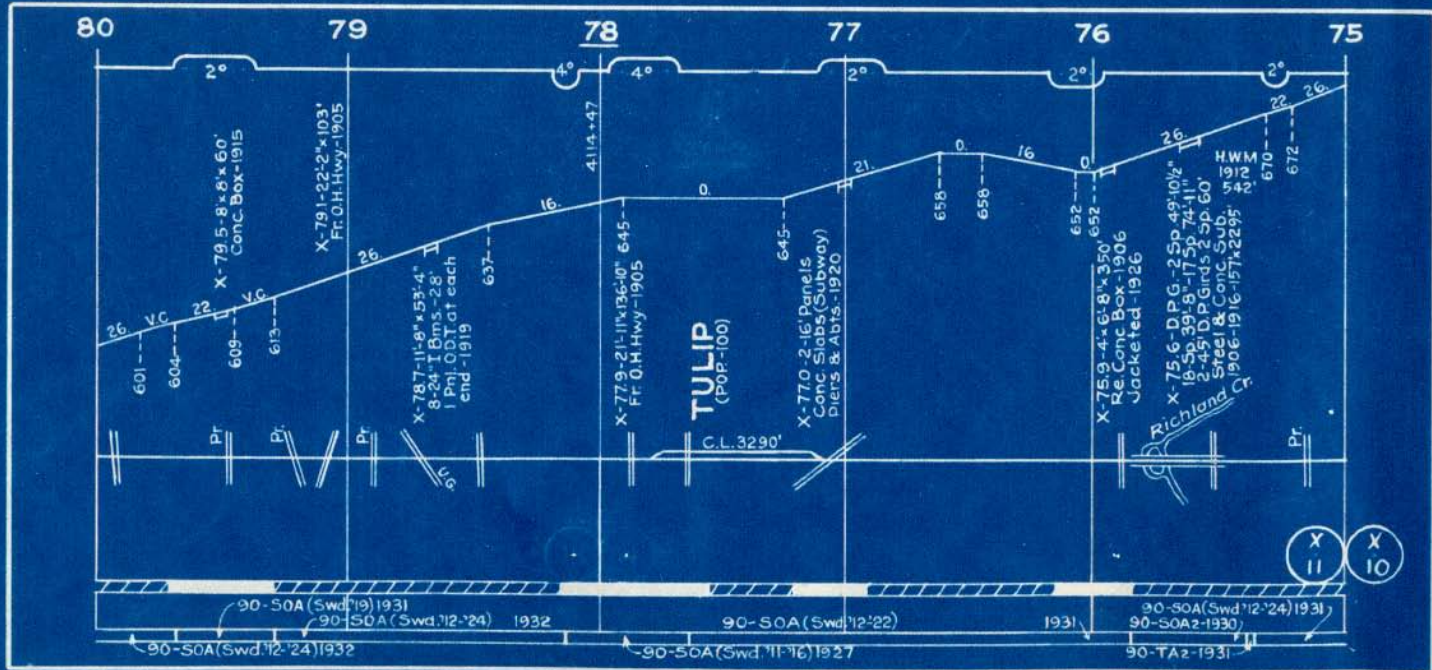 80 79 78 77 76 75
2° 4° 4° 2° 2° 2°
X-79.5-8'x8'x60'
Conc. Box-1915
X-79.1-22'-2"x103'
Fr. O.H. Hwy-1905
4114+47
X-78.7-11'-8"x53'-4"
8-24" I Bms.-28'
1 Pnl. O.D.T. at each
end-1919
X-77.9-21'-11"x136'-10"
Fr. O.H. Hwy-1905
TULIP
(POP.-100)
X-77.0-2-16' Panels
Conc. Slabs (Subway)
Piers & Abts.-1920
X-75.9-4'x6'-8"x350'
Re. Conc Box-1906
Jacketed-1926
X-75.6-D.P.G.-2 Sp. 49'-10½"
18-Sp. 39'-8"-17 Sp. 74'-11"
2-45' D.P. Girds 2 Sp. 60'
Steel & Conc. Sub.
1906-1916-157'x2295'
H.W.M
1912
542'
26. V.C 22. V.C. 26. 16. 0. 21. 0. 16 0. 26. 22. 26.
601 604 609 613 637 645 645 658 658 652 652 670 672
Pr. Pr. Pr. U.G. C.L. 3290' Richland Cr. Pr.
X
11
X
10
90-SOA (Swd.'19) 1931
90-SOA (Swd. '12-'24) 1932
90-SOA (Swd.'12-'22) 1931
90-SOA (Swd.'12-'24) 1931
90-SOA2-1930
90-SOA (Swd.'12-'24) 1932
90-SOA (Swd.'11-'16) 1927
90-TA2-1931